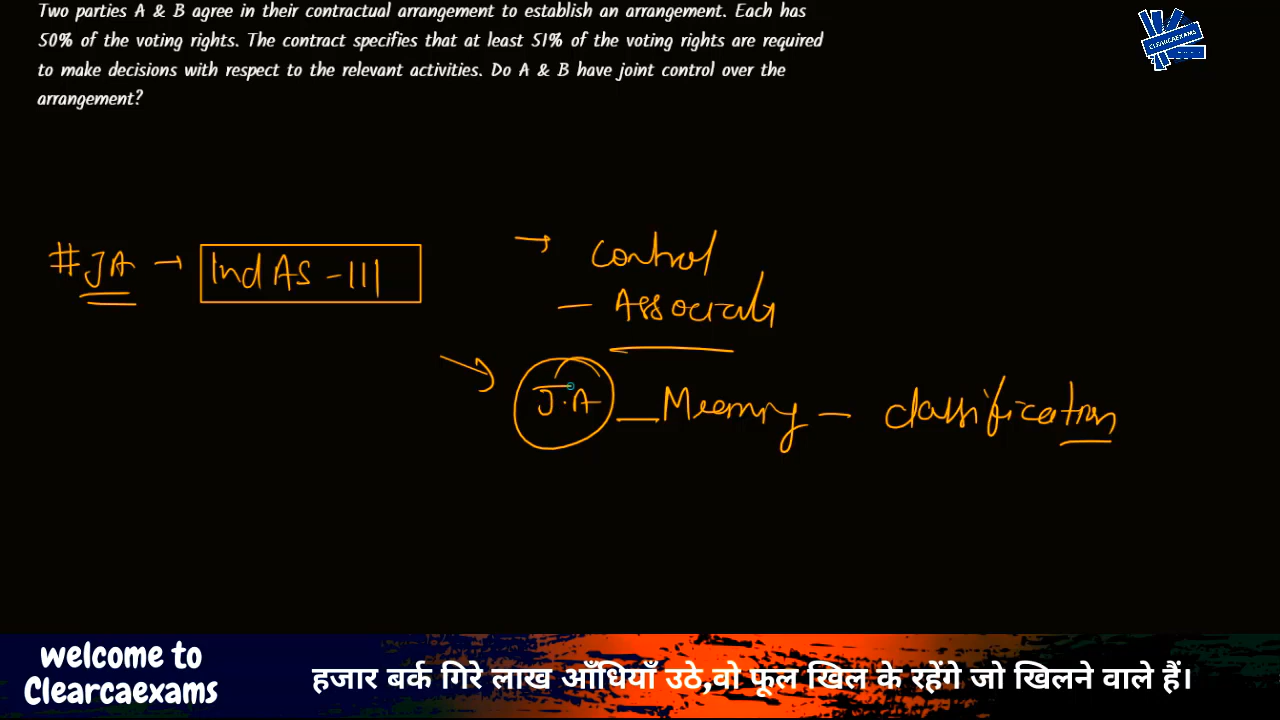 Two parties A & B agree in their contractual arrangement to establish an arrangement. Each has
50% of the voting rights. The contract specifies that at least 51% of the voting rights are required
to make decisions with respect to the relevant activities. Do A & B have joint control over the
arrangement?
CLEARCAEXAMS
#JA → Ind AS - 111
→ Control
- Associate
→ J.A - Meaning - classification
welcome to
Clearcaexams
हजार बर्क गिरे लाख आँधियाँ उठे,वो फूल खिल के रहेंगे जो खिलने वाले हैं।